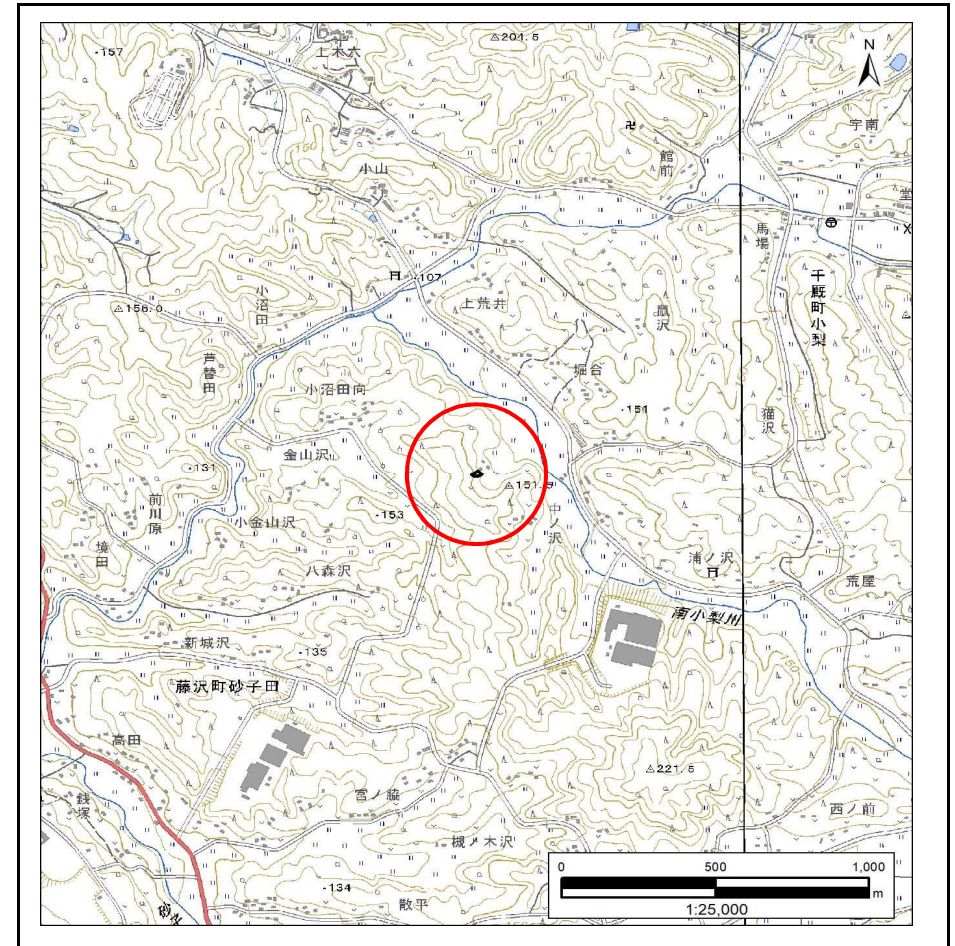 ・157
上木六
△201.5
N
卍
宇南
150
小山
館前
堂
馬場
・107
小沼田
上荒井
千厩町小梨
△156.0
芦替田
堀合
小沼田向
・151
猫沢
金山沢
・131
△151.9
前川原
・153
中ノ沢
小金山沢
境田
浦ノ沢
八森沢
荒屋
南小梨川
新城沢
・135
150
藤沢町砂子田
高田
△221.5
銭塚
宮ノ脇
西ノ前
槻ノ木沢
・134
散平
0 500 1,000
m
1:25,000